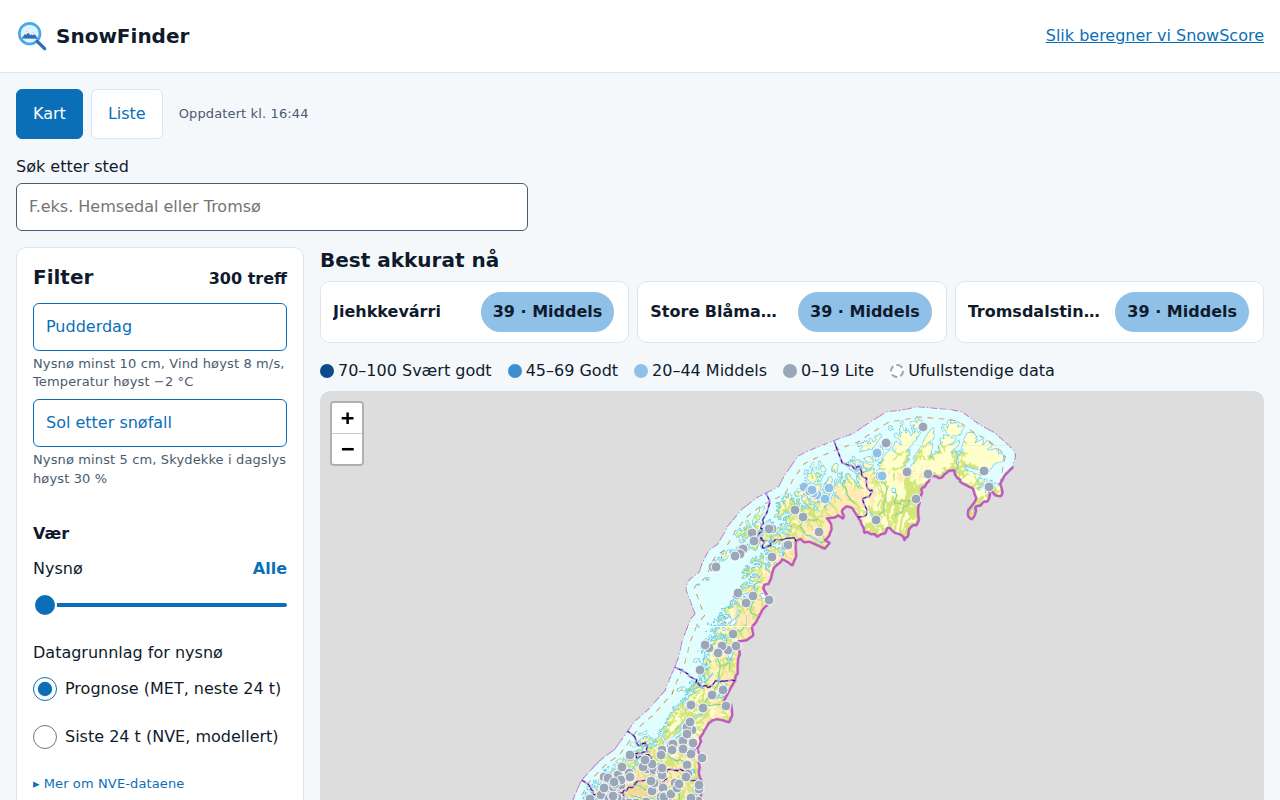 SnowFinder
Slik beregner vi SnowScore
Kart
Liste
Oppdatert kl. 16:44
Søk etter sted
F.eks. Hemsedal eller Tromsø
Filter
300 treff
Pudderdag
Nysnø minst 10 cm, Vind høyst 8 m/s,
Temperatur høyst −2 °C
Sol etter snøfall
Nysnø minst 5 cm, Skydekke i dagslys
høyst 30 %
Vær
Nysnø
Alle
Datagrunnlag for nysnø
Prognose (MET, neste 24 t)
Siste 24 t (NVE, modellert)
▸ Mer om NVE-dataene
Best akkurat nå
Jiehkkevárri
39 · Middels
Store Blåma…
39 · Middels
Tromsdalstin…
39 · Middels
70–100 Svært godt
45–69 Godt
20–44 Middels
0–19 Lite
Ufullstendige data
+
−